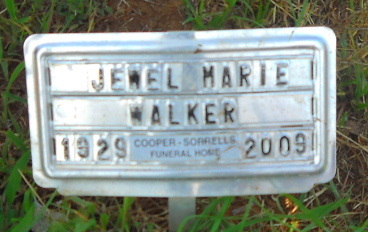 JEWEL MARIE
WALKER
1929 COOPER - SORRELLS 2009
FUNERAL HOME